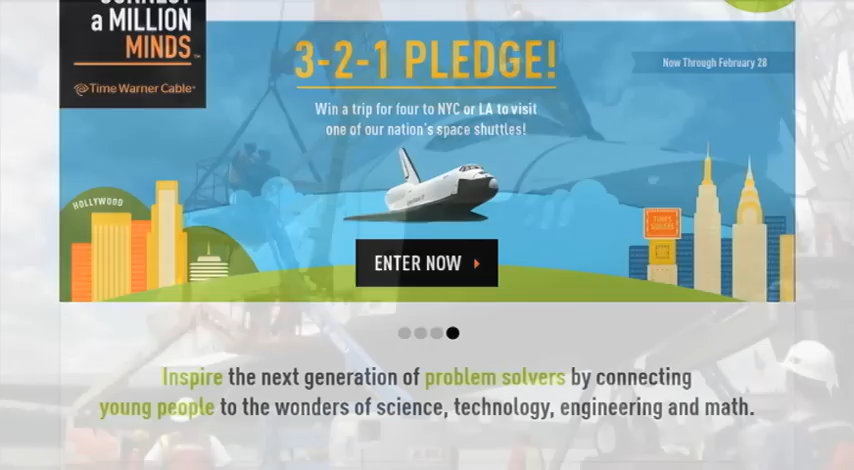 CONNECT
a MILLION
MINDS
Time Warner Cable
3-2-1 PLEDGE!
Now Through February 28
Win a trip for four to NYC or LA to visit
one of our nation's space shuttles!
HOLLYWOOD
TIMES
SQUARE
ENTER NOW
Inspire the next generation of problem solvers by connecting
young people to the wonders of science, technology, engineering and math.